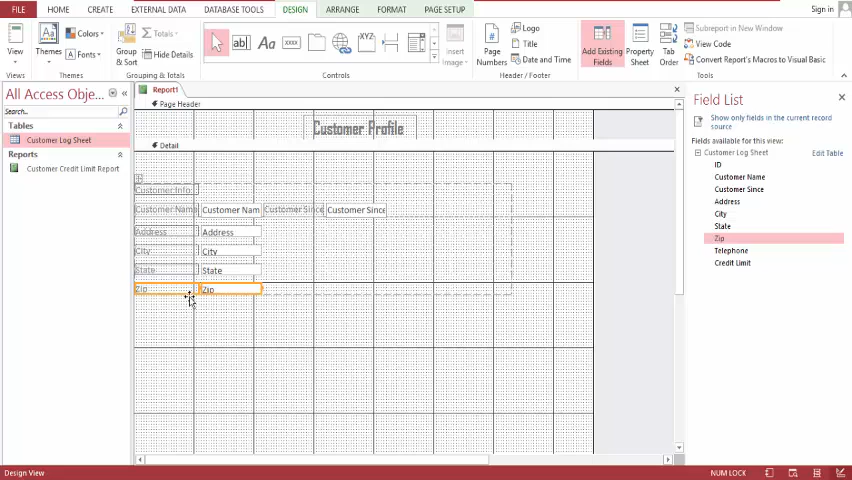 FILE HOME CREATE EXTERNAL DATA DATABASE TOOLS DESIGN ARRANGE FORMAT PAGE SETUP Sign in
View Themes Colors Fonts Group & Sort Totals Hide Details ab Aa xxxx XYZ Insert Image Page Numbers Logo Title Date and Time Add Existing Fields Property Sheet Tab Order Subreport in New Window View Code Convert Report's Macros to Visual Basic
Views Themes Grouping & Totals Controls Header / Footer Tools
All Access Obje...
Search...
Tables
Customer Log Sheet
Reports
Customer Credit Limit Report
Report1
Page Header
Customer Profile
Detail
Customer Info
Customer Name Customer Nam Customer Since Customer Since
Address Address
City City
State State
Zip Zip
Field List
Show only fields in the current record
source
Fields available for this view:
Customer Log Sheet Edit Table
ID
Customer Name
Customer Since
Address
City
State
Zip
Telephone
Credit Limit
Design View NUM LOCK